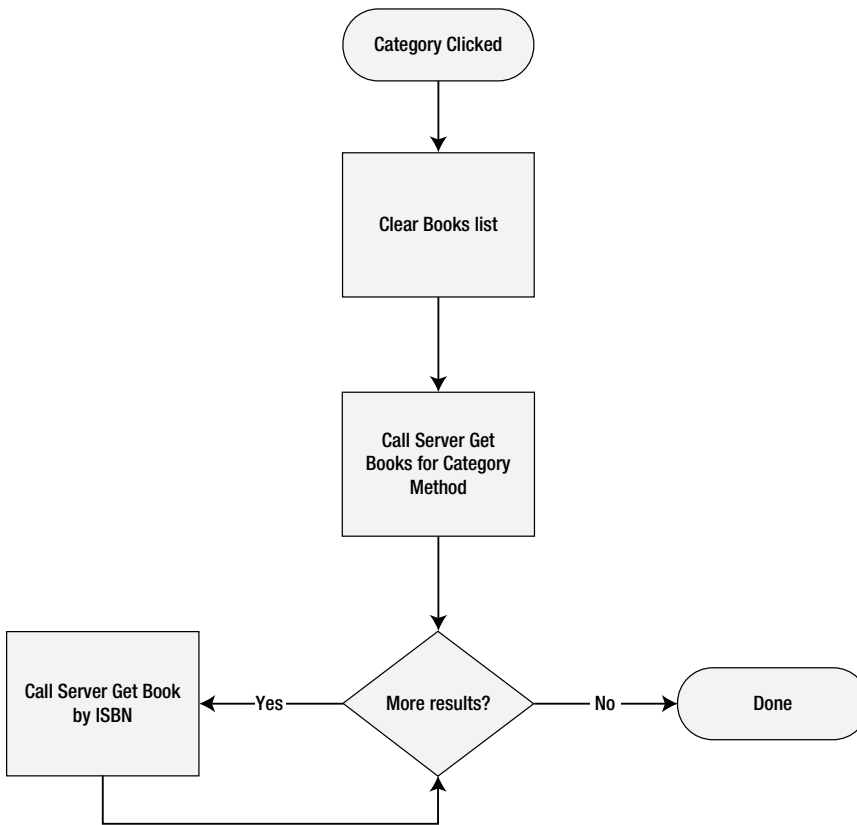 Category Clicked
Clear Books list
Call Server Get
Books for Category
Method
Call Server Get Book
by ISBN
Yes
More results?
No
Done